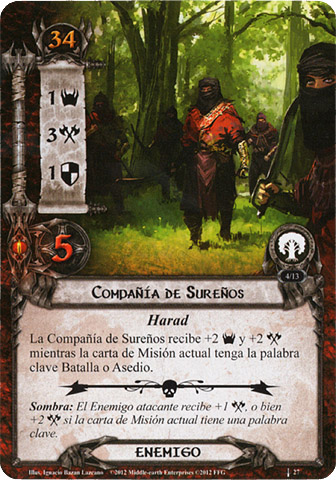 34
1
3
1
5
4/13
Compañía de Sureños
Harad
La Compañía de Sureños recibe +2 y +2
mientras la carta de Misión actual tenga la palabra
clave Batalla o Asedio.
Sombra: El Enemigo atacante recibe +1 , o bien
+2 si la carta de Misión actual tiene una palabra
clave.
ENEMIGO
Illus. Ignacio Bazan Lazcano ©2012 Middle-earth Enterprises ©2012 FFG 27